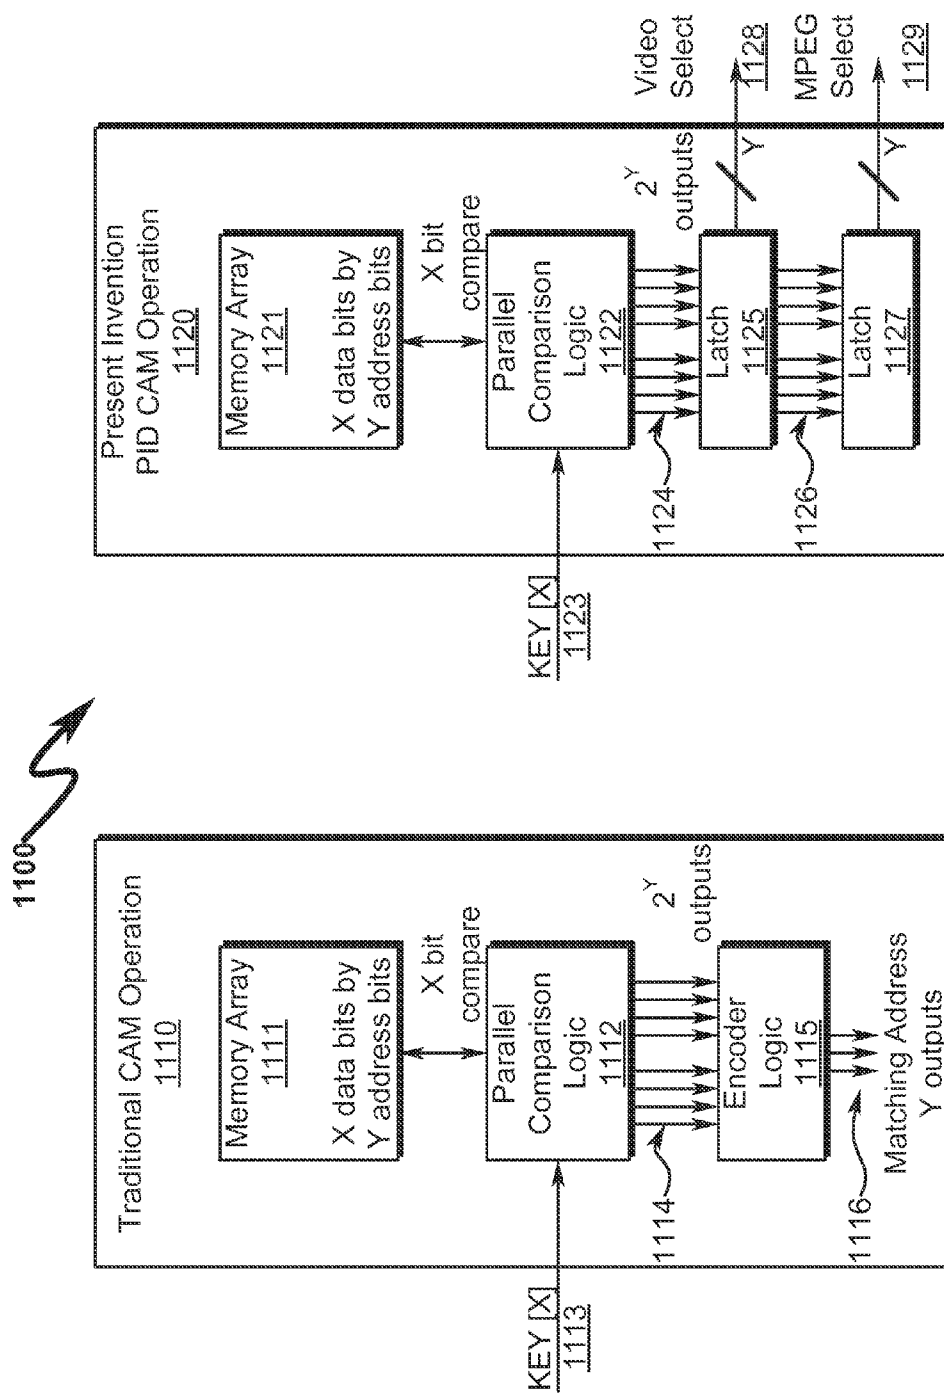 1100
Traditional CAM Operation
1110
Memory Array
1111
X data bits by
Y address bits
X bit
compare
KEY [X]
1113
Parallel
Comparison
Logic
1112
1114
2^Y
outputs
Encoder
Logic
1115
1116
Matching Address
Y outputs
Present Invention
PID CAM Operation
1120
Memory Array
1121
X data bits by
Y address bits
X bit
compare
KEY [X]
1123
Parallel
Comparison
Logic
1122
1124
2^Y
outputs
Latch
1125
Y
Video
Select
1128
1126
Latch
1127
Y
MPEG
Select
1129